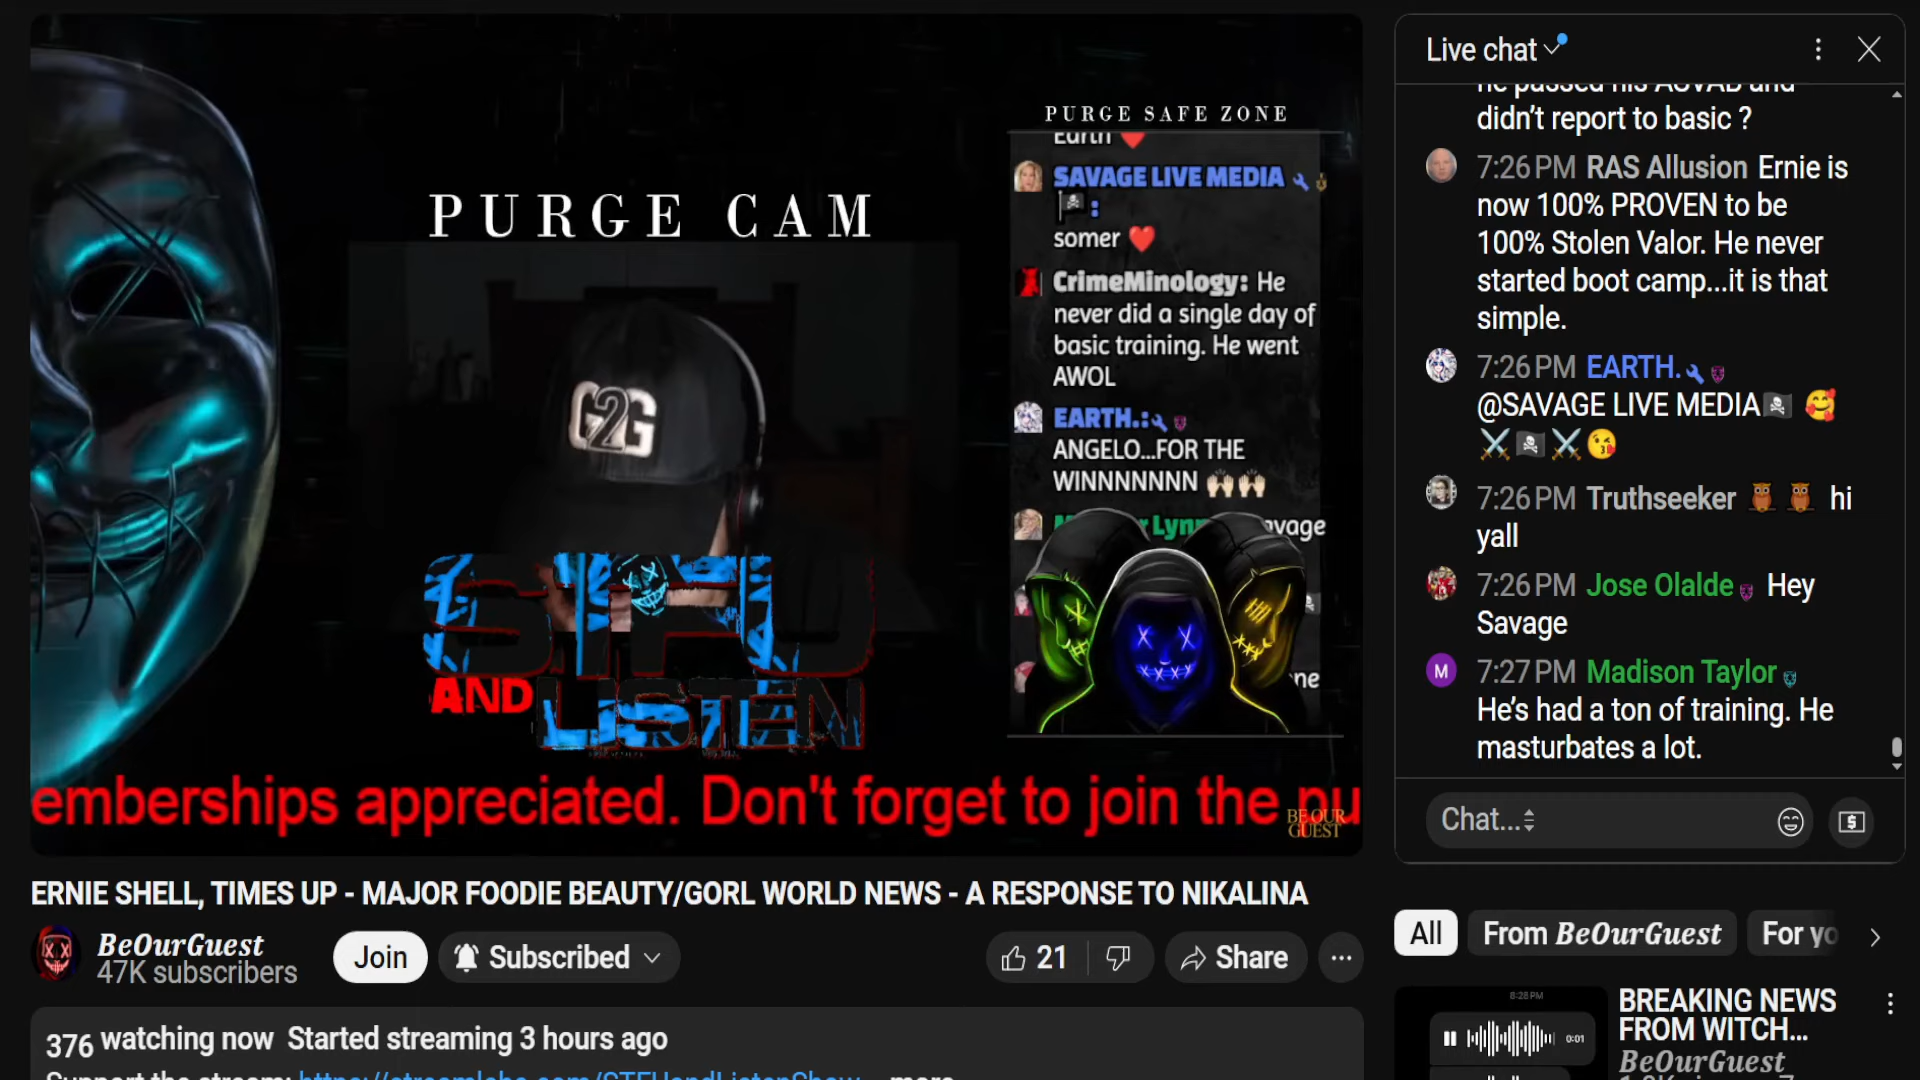 PURGE CAM
G2G
STFU
AND LISTEN
emberships appreciated. Don't forget to join the pu
BE OUR
GUEST
PURGE SAFE ZONE
Earth ❤️
SAVAGE LIVE MEDIA
🏴‍☠️:
somer ❤️
CrimeMinology: He
never did a single day of
basic training. He went
AWOL
EARTH.:
ANGELO...FOR THE
WINNNNNNN 🙌🏻🙌🏻
Lynn
ERNIE SHELL, TIMES UP - MAJOR FOODIE BEAUTY/GORL WORLD NEWS - A RESPONSE TO NIKALINA
BeOurGuest
47K subscribers
Join
Subscribed
21
Share
376 watching now Started streaming 3 hours ago
Support the stream: https://streamlabs.com/STFUandListenShow ...more
Live chat
he passed his ASVAB and
didn't report to basic ?
7:26 PM RAS Allusion Ernie is
now 100% PROVEN to be
100% Stolen Valor. He never
started boot camp...it is that
simple.
7:26 PM EARTH.
@SAVAGE LIVE MEDIA🏴‍☠️ 🥰
⚔️🏴‍☠️⚔️😘
7:26 PM Truthseeker 🦉 🦉 hi
yall
7:26 PM Jose Olalde Hey
Savage
M 7:27 PM Madison Taylor
He's had a ton of training. He
masturbates a lot.
Chat...
All
From BeOurGuest
For yo
8:28 PM
0:01
BREAKING NEWS
FROM WITCH...
BeOurGuest